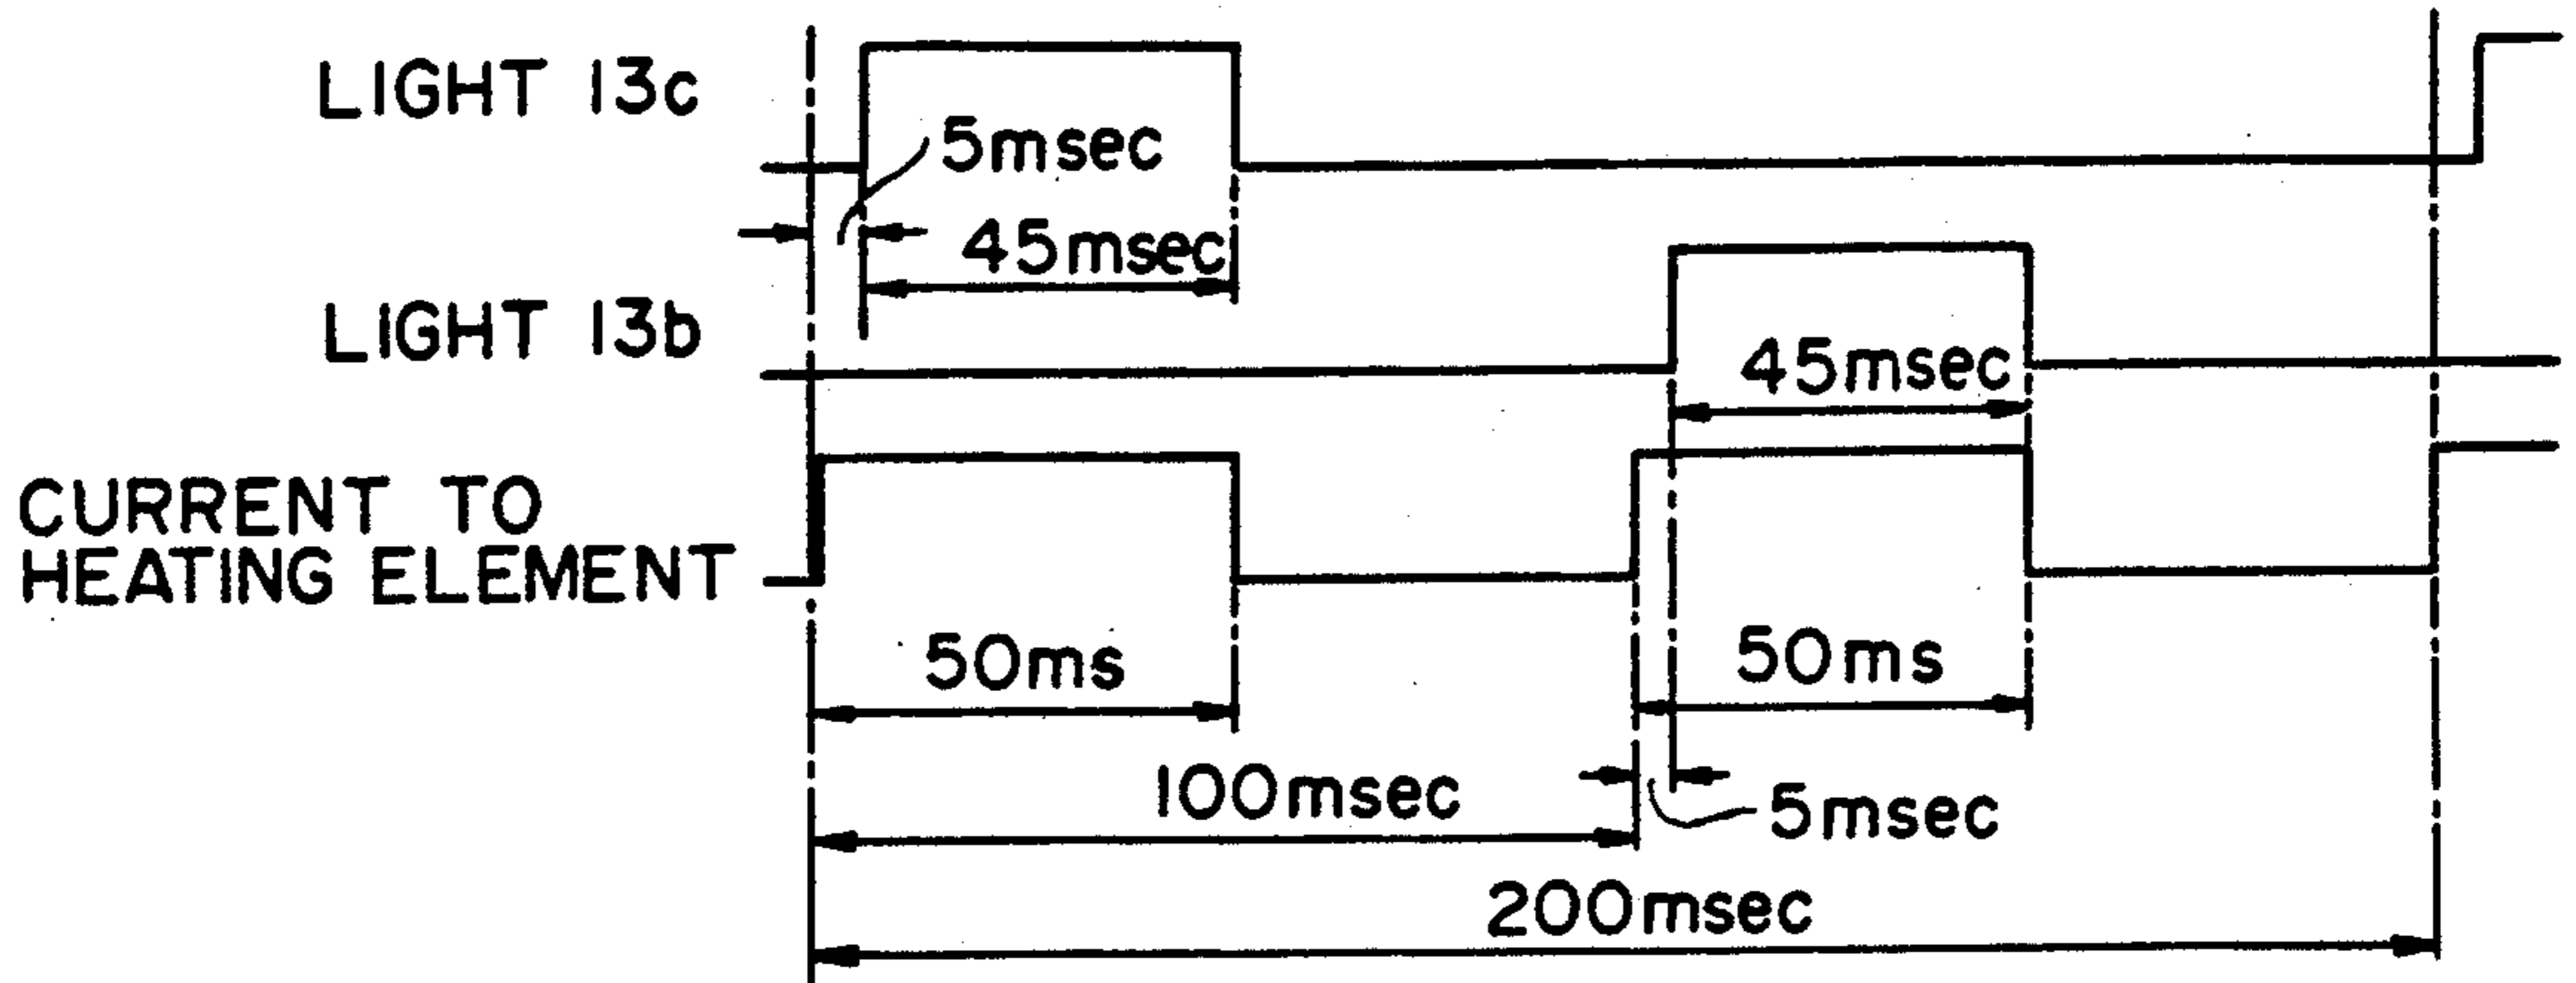 LIGHT 13c
5msec
45msec
LIGHT 13b
45msec
CURRENT TO
HEATING ELEMENT
50ms
50ms
100msec
5msec
200msec